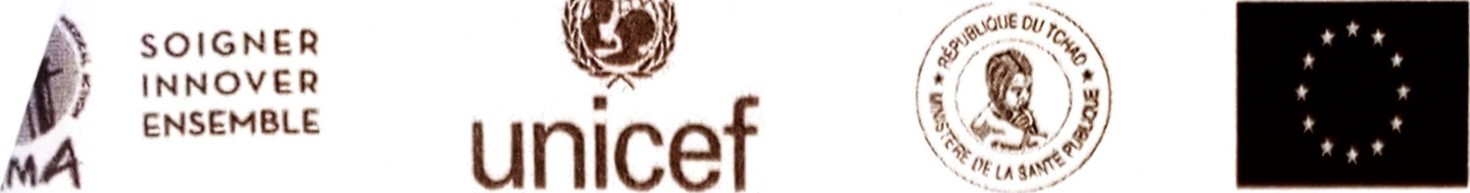 MA
SOIGNER
INNOVER
ENSEMBLE
unicef
RÉPUBLIQUE DU TCHAD
MINISTERE DE LA SANTÉ PUBLIQUE